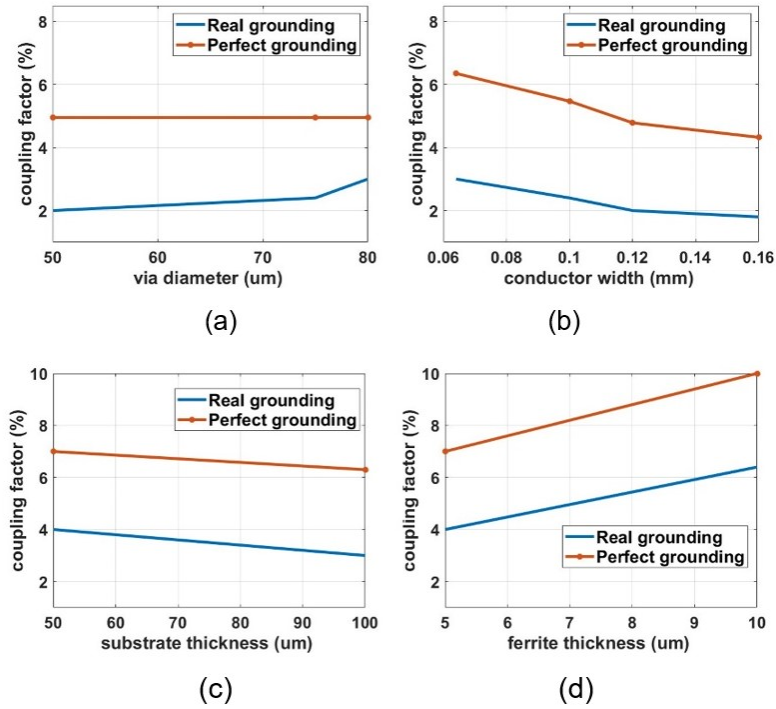 8
6
4
2
coupling factor (%)
Real grounding
Perfect grounding
50
60
70
80
via diameter (um)
(a)
8
6
4
2
coupling factor (%)
Real grounding
Perfect grounding
0.06
0.08
0.1
0.12
0.14
0.16
conductor width (mm)
(b)
10
8
6
4
2
coupling factor (%)
Real grounding
Perfect grounding
50
60
70
80
90
100
substrate thickness (um)
(c)
10
8
6
4
2
coupling factor (%)
Real grounding
Perfect grounding
5
6
7
8
9
10
ferrite thickness (um)
(d)